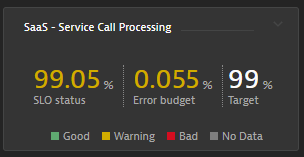 SaaS - Service Call Processing
99.05 % 0.055 % 99 %
SLO status Error budget Target
Good Warning Bad No Data